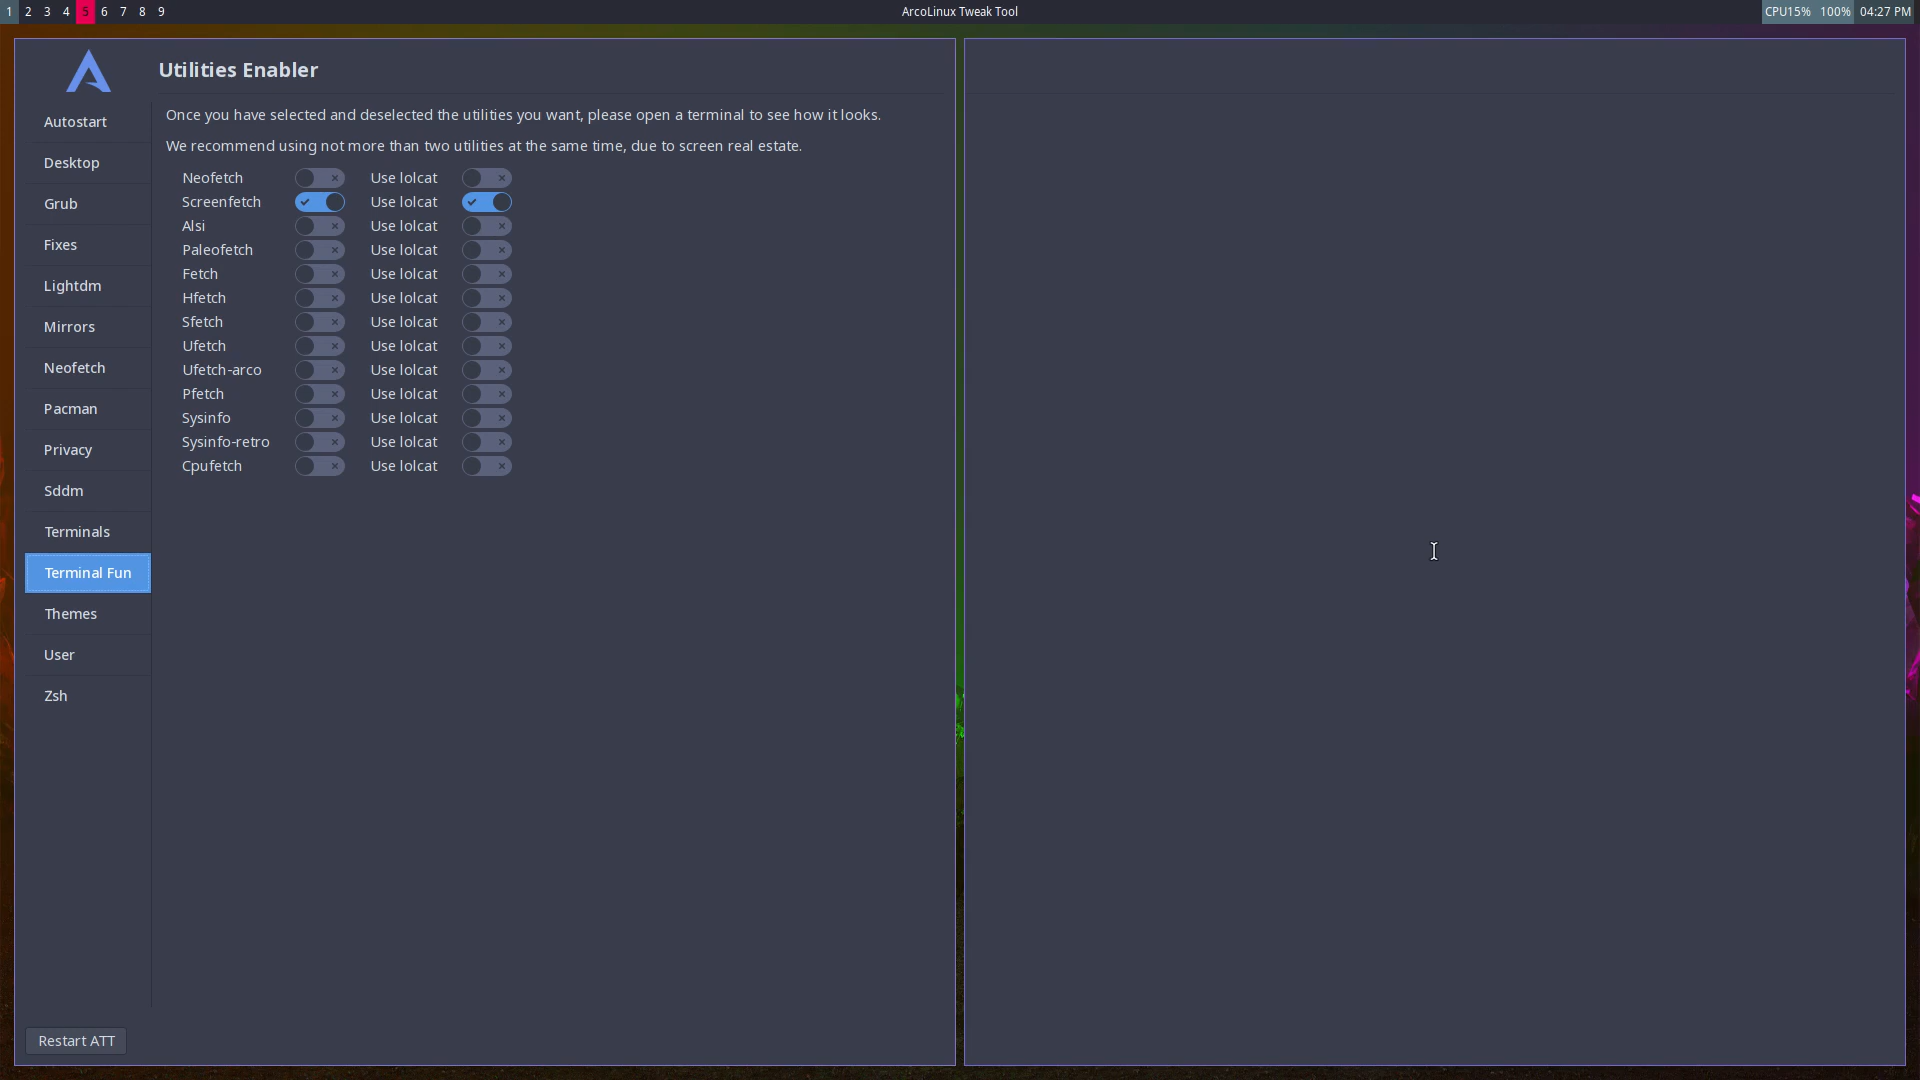 1 2 3 4 5 6 7 8 9 ArcoLinux Tweak Tool CPU15% 100% 04:27 PM
Utilities Enabler
Autostart
Desktop
Grub
Fixes
Lightdm
Mirrors
Neofetch
Pacman
Privacy
Sddm
Terminals
Terminal Fun
Themes
User
Zsh
Restart ATT
Once you have selected and deselected the utilities you want, please open a terminal to see how it looks.
We recommend using not more than two utilities at the same time, due to screen real estate.
Neofetch Use lolcat
Screenfetch Use lolcat
Alsi Use lolcat
Paleofetch Use lolcat
Fetch Use lolcat
Hfetch Use lolcat
Sfetch Use lolcat
Ufetch Use lolcat
Ufetch-arco Use lolcat
Pfetch Use lolcat
Sysinfo Use lolcat
Sysinfo-retro Use lolcat
Cpufetch Use lolcat